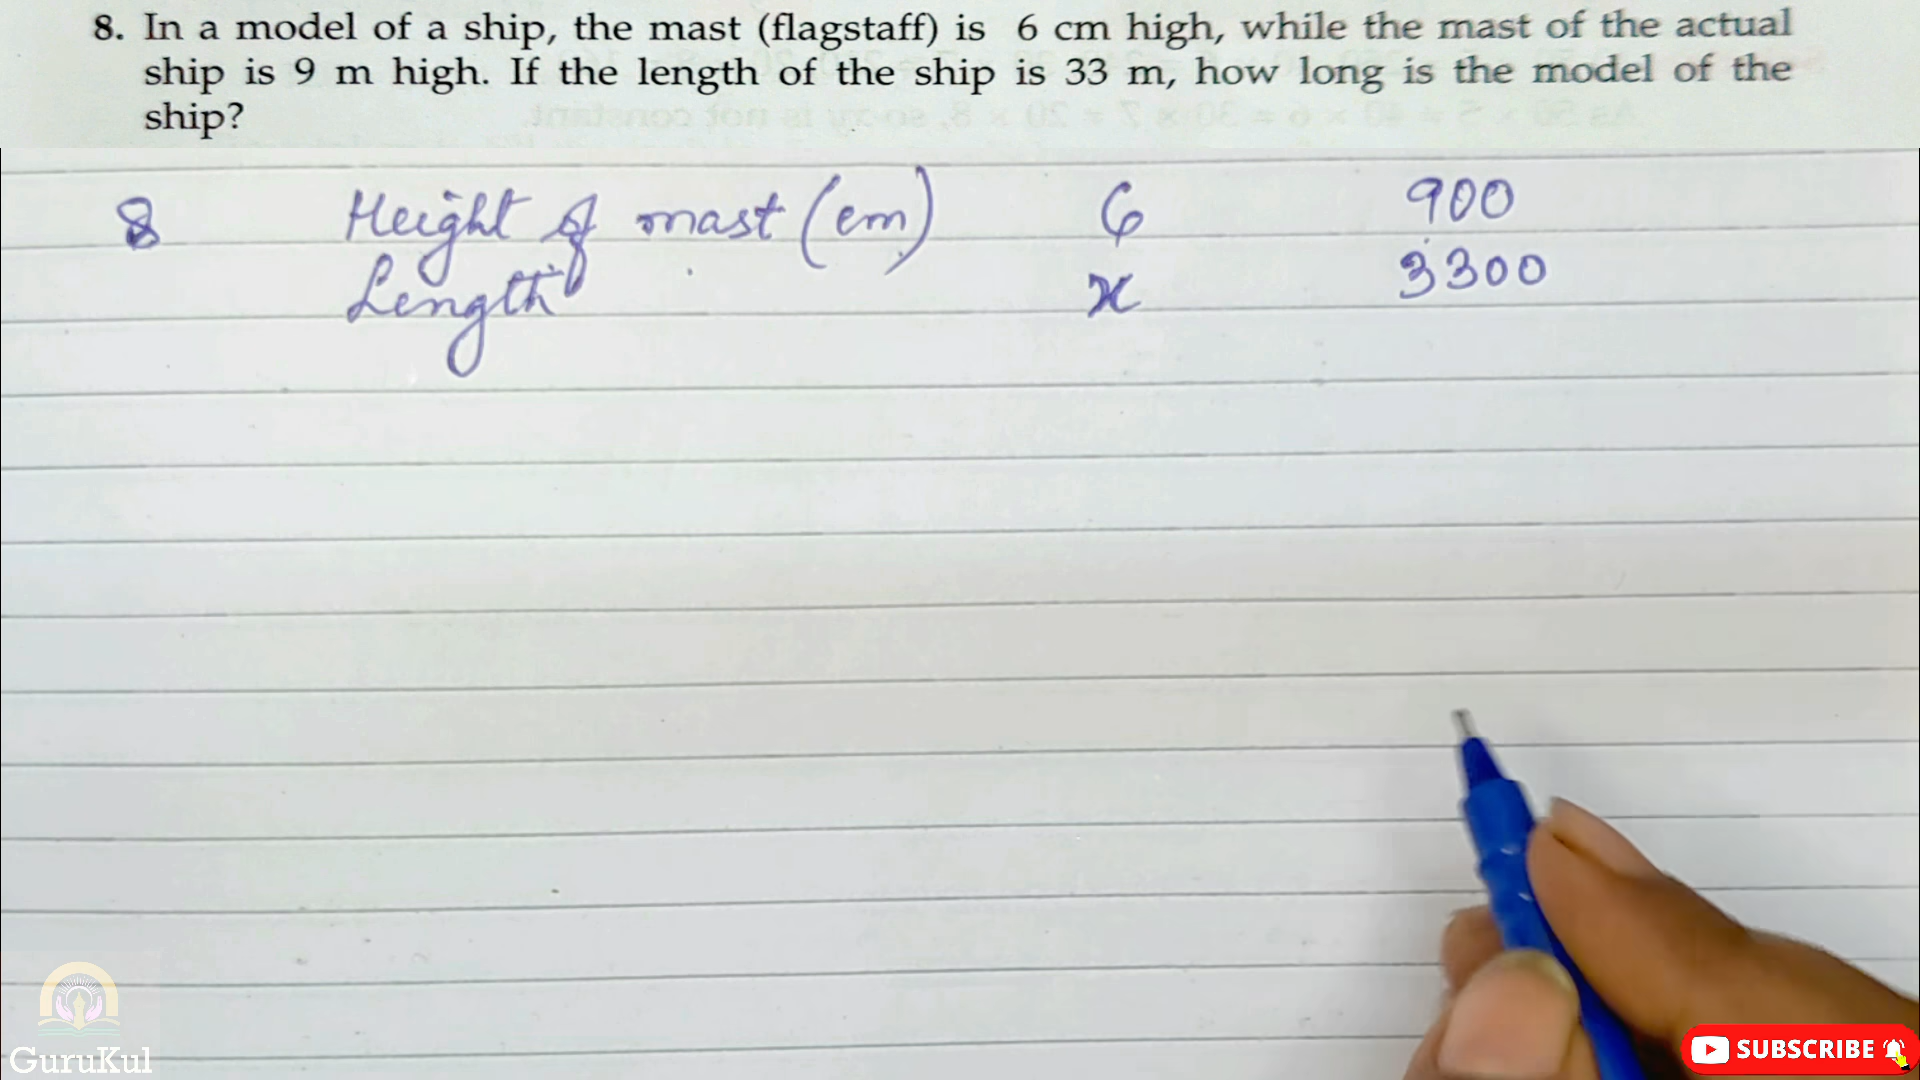 8. In a model of a ship, the mast (flagstaff) is 6 cm high, while the mast of the actual
ship is 9 m high. If the length of the ship is 33 m, how long is the model of the
ship?
8 Height of mast (cm) 6 900
Length x 3300
GuruKul
SUBSCRIBE